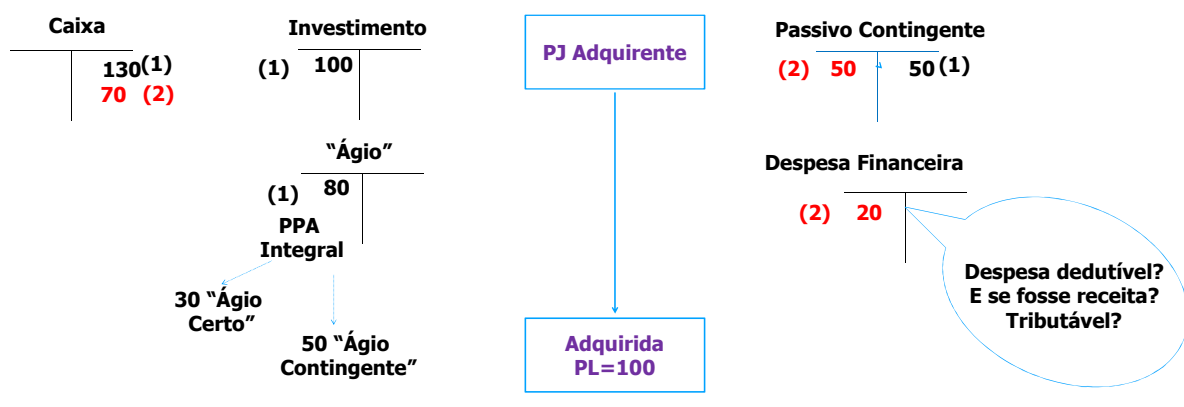 Caixa
130(1)
70 (2)
Investimento
(1) 100
“Ágio”
(1) 80
PPA
Integral
30 “Ágio
Certo”
50 “Ágio
Contingente”
PJ Adquirente
Adquirida
PL=100
Passivo Contingente
(2) 50 50 (1)
Despesa Financeira
(2) 20
Despesa dedutível?
E se fosse receita?
Tributável?